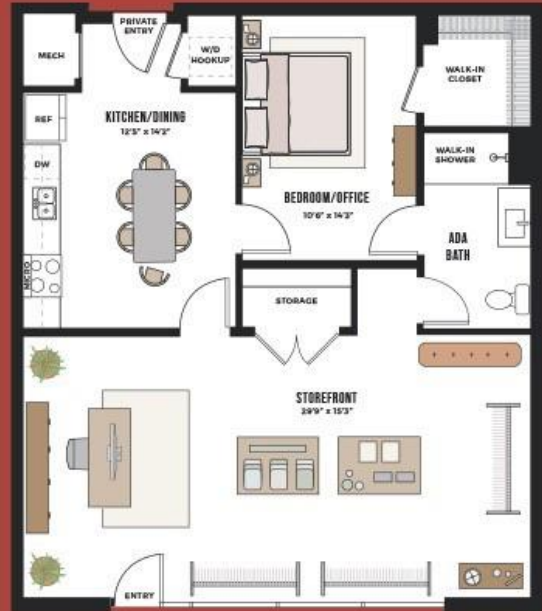 PRIVATE
ENTRY
MECH
W/D
HOOKUP
WALK-IN
CLOSET
REF
KITCHEN/DINING
12'5" x 14'2"
DW
WALK-IN
SHOWER
BEDROOM/OFFICE
10'6" x 14'3"
ADA
BATH
MICRO
STORAGE
STOREFRONT
29'9" x 15'3"
ENTRY